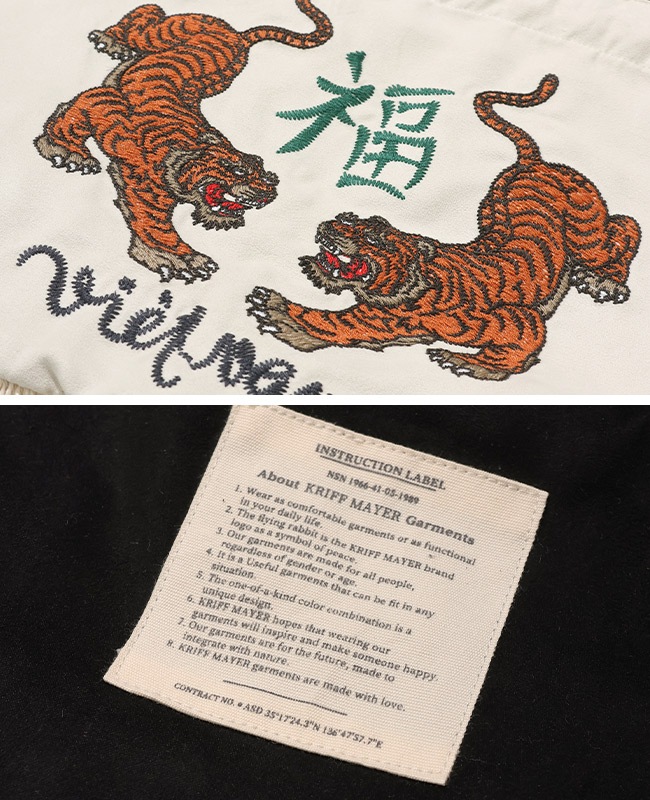 福
Việt nam
INSTRUCTION LABEL
NSN 1966-41-05-1989
About KRIFF MAYER Garments
1. Wear as comfortable garments or as functional
in your daily life.
2. The flying rabbit is the KRIFF MAYER brand
logo as a symbol of peace.
3. Our garments are made for all people,
regardless of gender or age.
4. It is a Useful garments that can be fit in any
situation.
5. The one-of-a-kind color combination is a
unique design.
6. KRIFF MAYER hopes that wearing our
garments will inspire and make someone happy.
7. Our garments are for the future, made to
integrate with nature.
8. KRIFF MAYER garments are made with love.
CONTRACT NO. # ASD 35°17'24.3"N 136°47'57.7"E